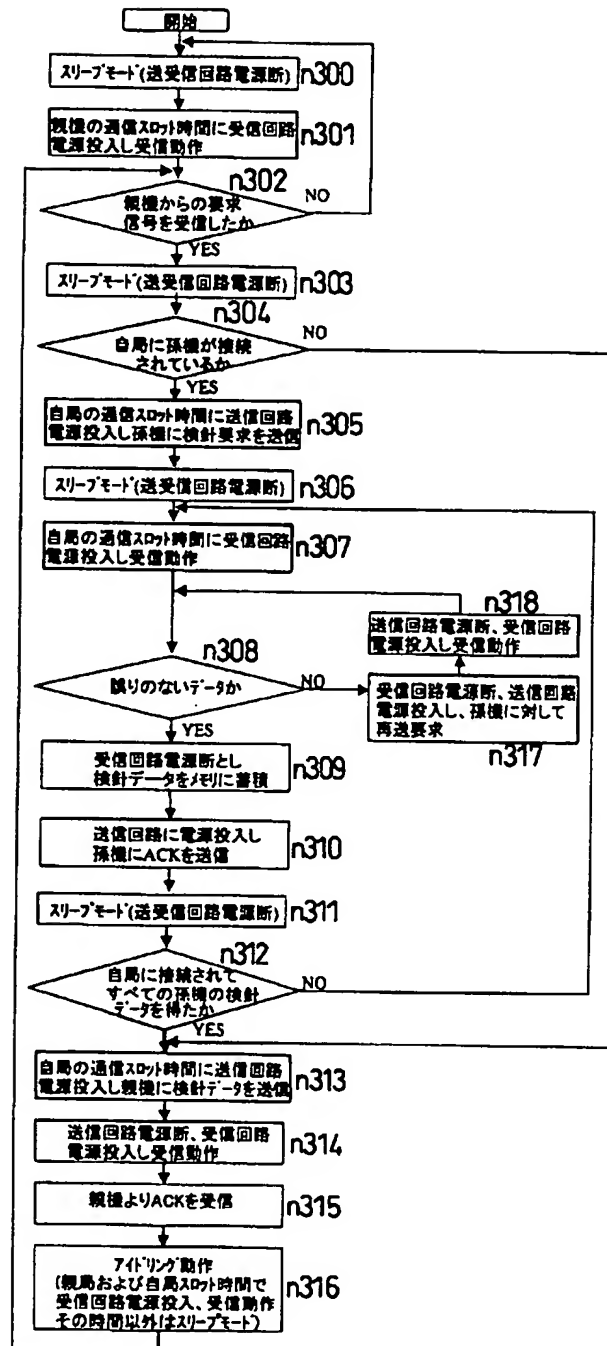 開始
スリープモード(送受信回路電源断)
n300
親機の通信スロット時間に受信回路
電源投入し受信動作
n301
n302
親機からの要求
信号を受信したか
NO
YES
スリープモード(送受信回路電源断)
n303
n304
自局に孫機が接続
されているか
NO
YES
自局の通信スロット時間に送信回路
電源投入し孫機に検針要求を送信
n305
スリープモード(送受信回路電源断)
n306
自局の通信スロット時間に受信回路
電源投入し受信動作
n307
n318
送信回路電源断、受信回路
電源投入し受信動作
n308
誤りのないデータか
NO
YES
受信回路電源断、送信回路
電源投入し、孫機に対して
再送要求
n317
受信回路電源断とし
検針データをメモリに蓄積
n309
送信回路に電源投入し
孫機にACKを送信
n310
スリープモード(送受信回路電源断)
n311
n312
自局に接続されて
すべての孫機の検針
データを得たか
NO
YES
自局の通信スロット時間に送信回路
電源投入し親機に検針データを送信
n313
送信回路電源断、受信回路
電源投入し受信動作
n314
親機よりACKを受信
n315
アイドリング動作
(親局および自局スロット時間で
受信回路電源投入、受信動作
その時間以外はスリープモード)
n316